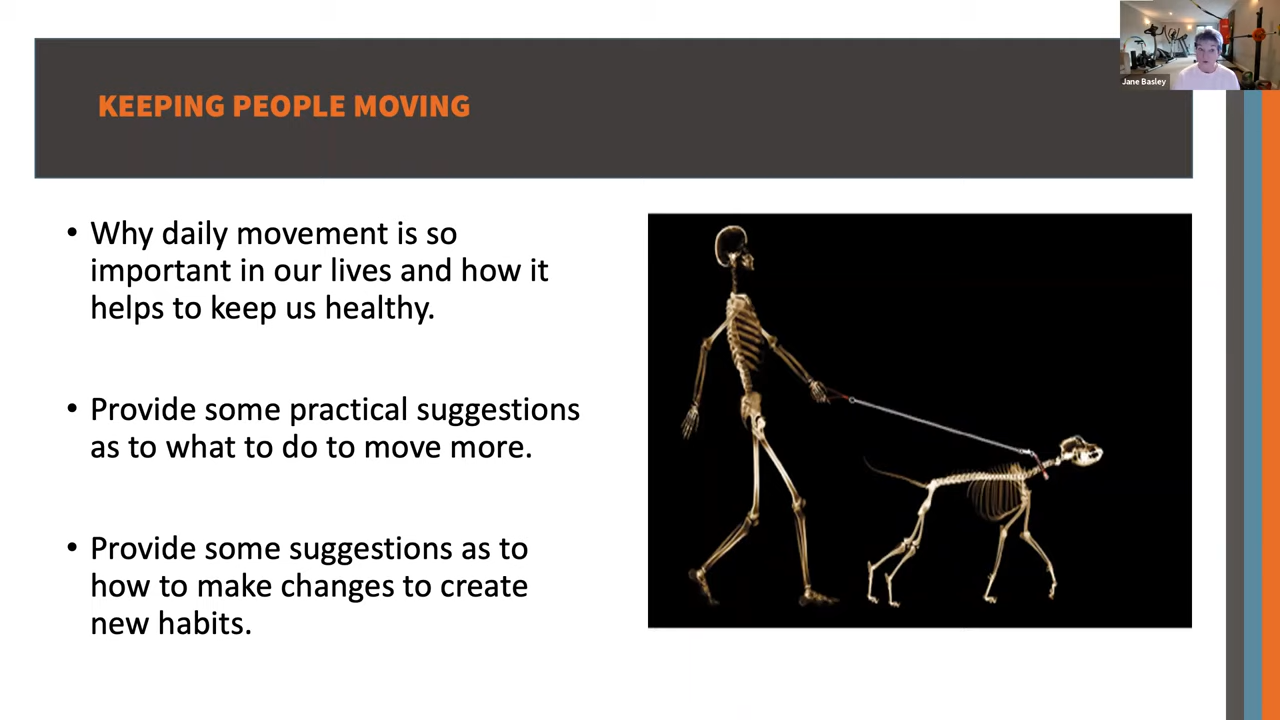 Jane Basley
KEEPING PEOPLE MOVING
• Why daily movement is so
important in our lives and how it
helps to keep us healthy.
• Provide some practical suggestions
as to what to do to move more.
• Provide some suggestions as to
how to make changes to create
new habits.